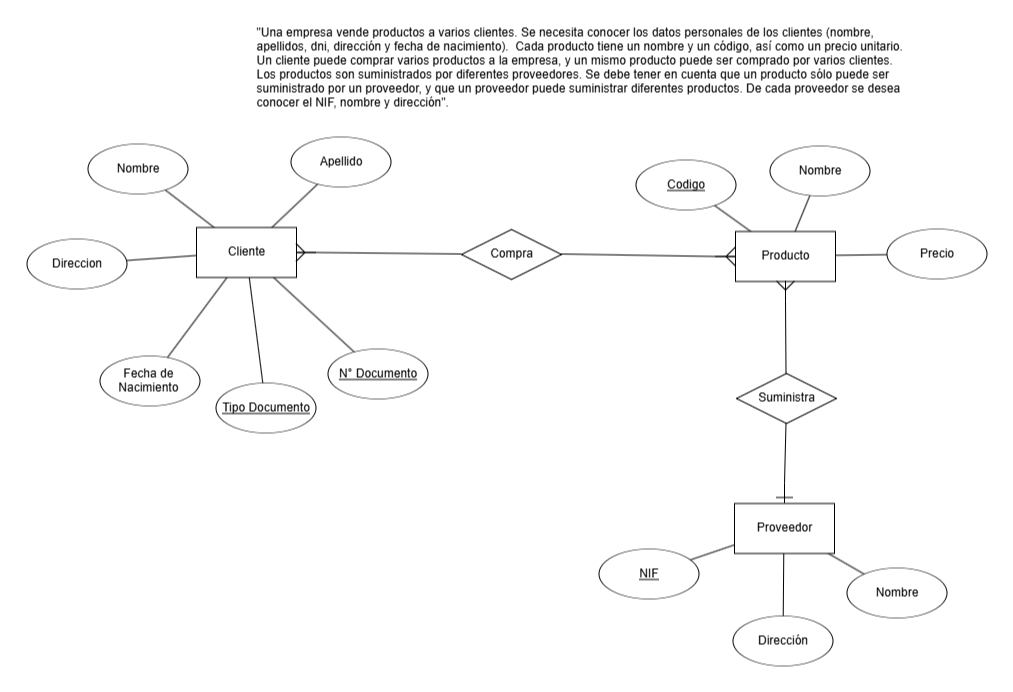 "Una empresa vende productos a varios clientes. Se necesita conocer los datos personales de los clientes (nombre,
apellidos, dni, dirección y fecha de nacimiento).  Cada producto tiene un nombre y un código, así como un precio unitario.
Un cliente puede comprar varios productos a la empresa, y un mismo producto puede ser comprado por varios clientes.
Los productos son suministrados por diferentes proveedores. Se debe tener en cuenta que un producto sólo puede ser
suministrado por un proveedor, y que un proveedor puede suministrar diferentes productos. De cada proveedor se desea
conocer el NIF, nombre y dirección".
Nombre
Apellido
Codigo
Nombre
Direccion
Cliente
Compra
Producto
Precio
Fecha de
Nacimiento
Tipo Documento
N° Documento
Suministra
Proveedor
NIF
Nombre
Dirección